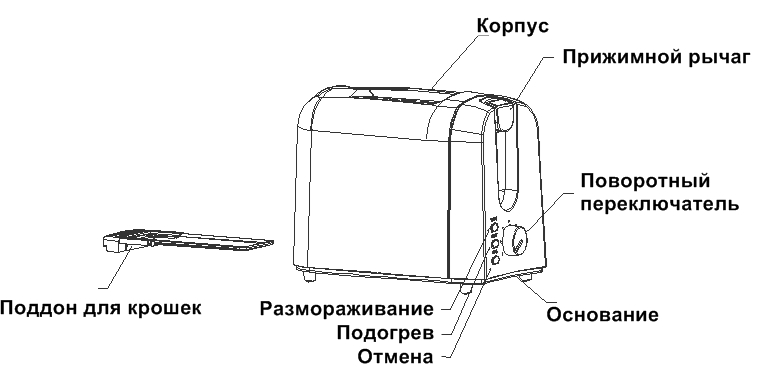 Корпус
Прижимной рычаг
Поворотный
переключатель
Поддон для крошек
Размораживание
Подогрев
Отмена
Основание